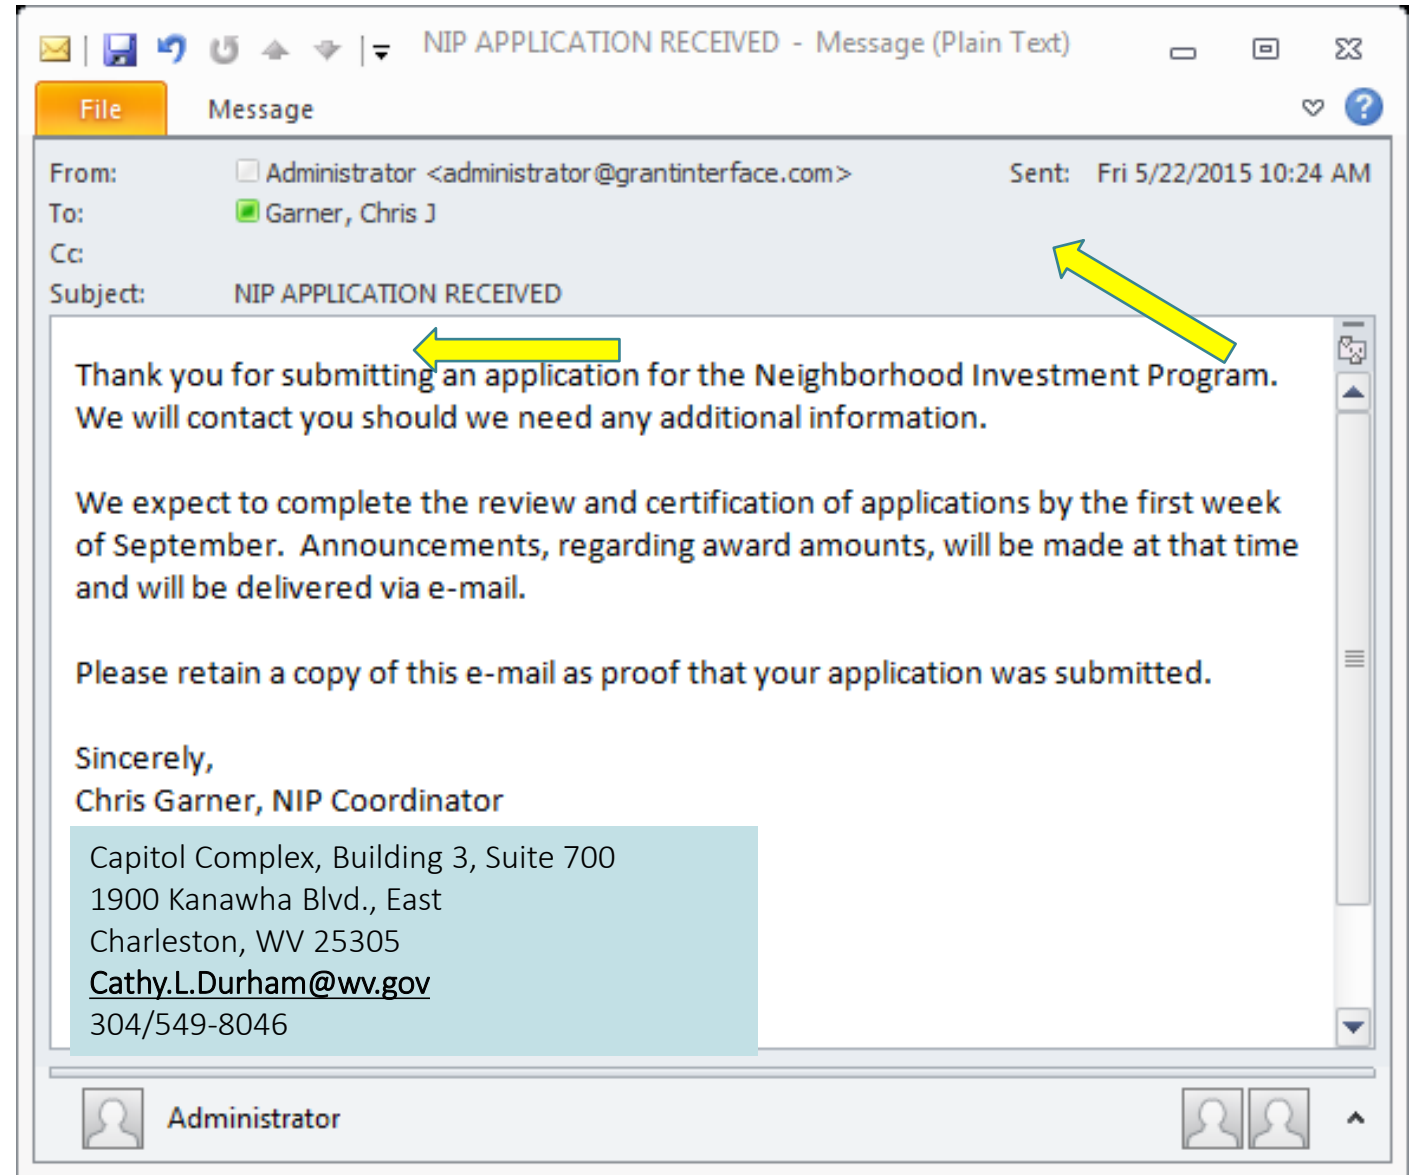 NIP APPLICATION RECEIVED - Message (Plain Text)
File Message
From: Administrator <administrator@grantinterface.com> Sent: Fri 5/22/2015 10:24 AM
To: Garner, Chris J
Cc:
Subject: NIP APPLICATION RECEIVED
Thank you for submitting an application for the Neighborhood Investment Program.
We will contact you should we need any additional information.
We expect to complete the review and certification of applications by the first week
of September. Announcements, regarding award amounts, will be made at that time
and will be delivered via e-mail.
Please retain a copy of this e-mail as proof that your application was submitted.
Sincerely,
Chris Garner, NIP Coordinator
Capitol Complex, Building 3, Suite 700
1900 Kanawha Blvd., East
Charleston, WV 25305
Cathy.L.Durham@wv.gov
304/549-8046
Administrator